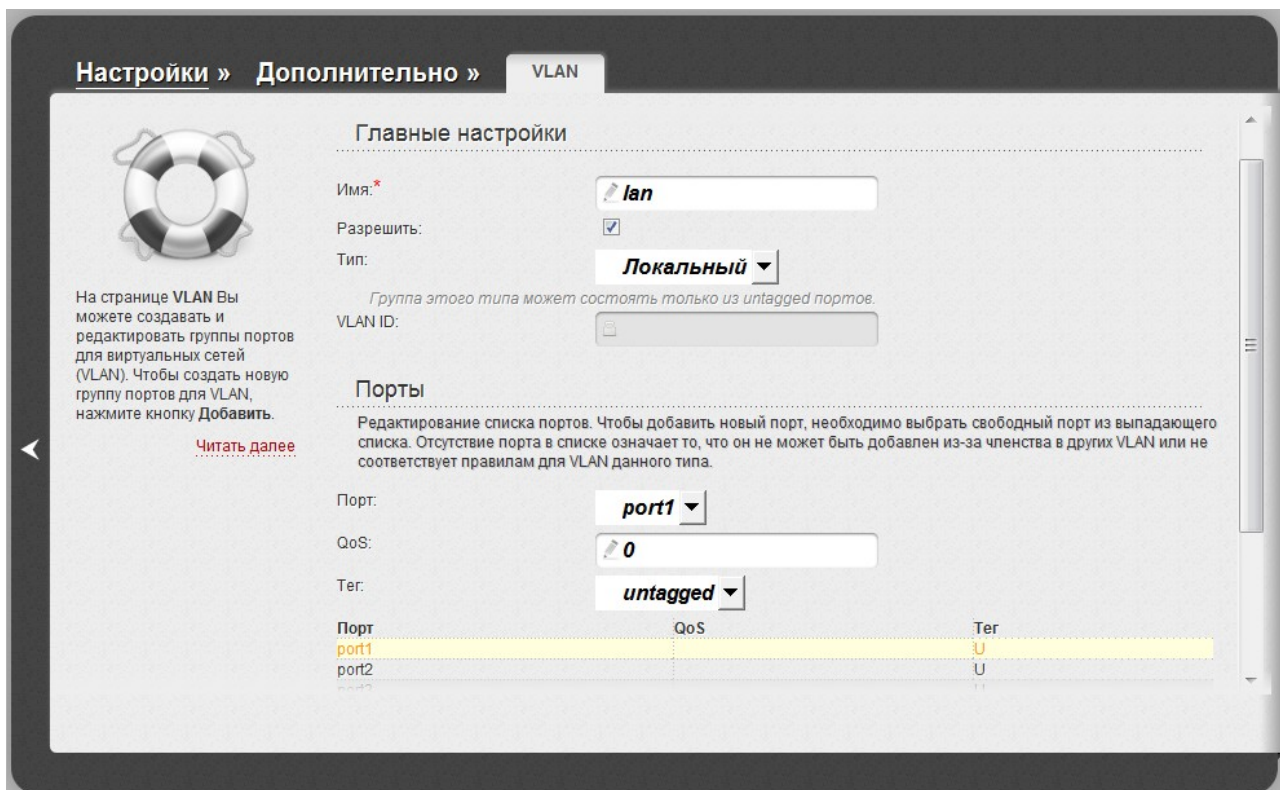 Настройки » Дополнительно » VLAN
Главные настройки
Имя:* lan
Разрешить:
Тип: Локальный
Группа этого типа может состоять только из untagged портов.
VLAN ID:
На странице VLAN Вы
можете создавать и
редактировать группы портов
для виртуальных сетей
(VLAN). Чтобы создать новую
группу портов для VLAN,
нажмите кнопку Добавить.
Читать далее
Порты
Редактирование списка портов. Чтобы добавить новый порт, необходимо выбрать свободный порт из выпадающего
списка. Отсутствие порта в списке означает то, что он не может быть добавлен из-за членства в других VLAN или не
соответствует правилам для VLAN данного типа.
Порт: port1
QoS: 0
Тег: untagged
Порт QoS Тег
port1 U
port2 U